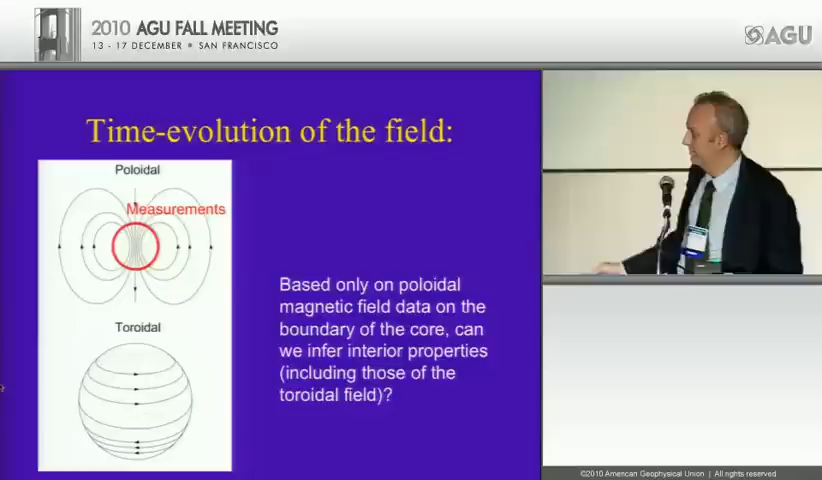 2010 AGU FALL MEETING
13 - 17 DECEMBER ▪ SAN FRANCISCO
AGU
Time-evolution of the field:
Poloidal
Measurements
Toroidal
Based only on poloidal
magnetic field data on the
boundary of the core, can
we infer interior properties
(including those of the
toroidal field)?
©2010 American Geophysical Union | All rights reserved